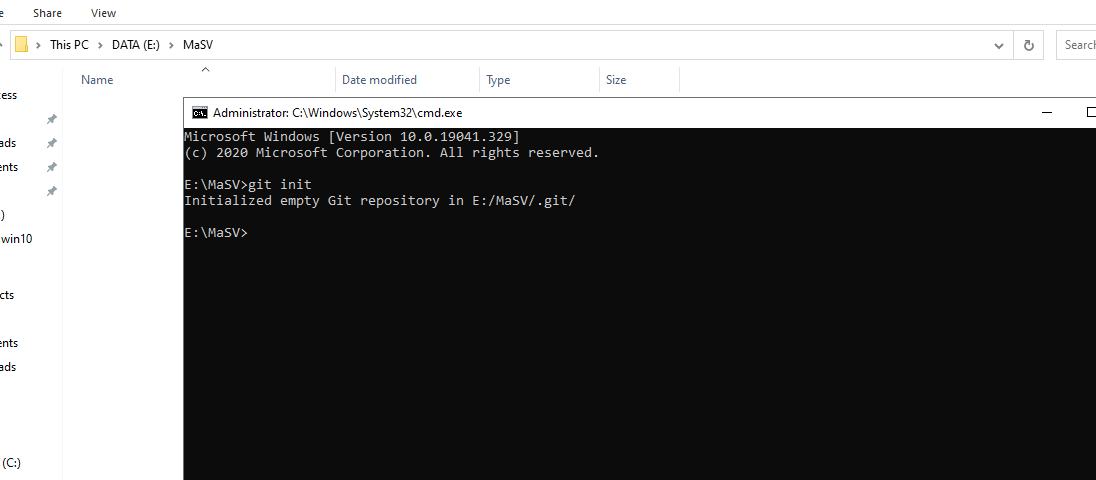 Share View
This PC > DATA (E:) > MaSV
Search
Name Date modified Type Size
Administrator: C:\Windows\System32\cmd.exe
Microsoft Windows [Version 10.0.19041.329]
(c) 2020 Microsoft Corporation. All rights reserved.
E:\MaSV>git init
Initialized empty Git repository in E:/MaSV/.git/
E:\MaSV>
win10
(C:)